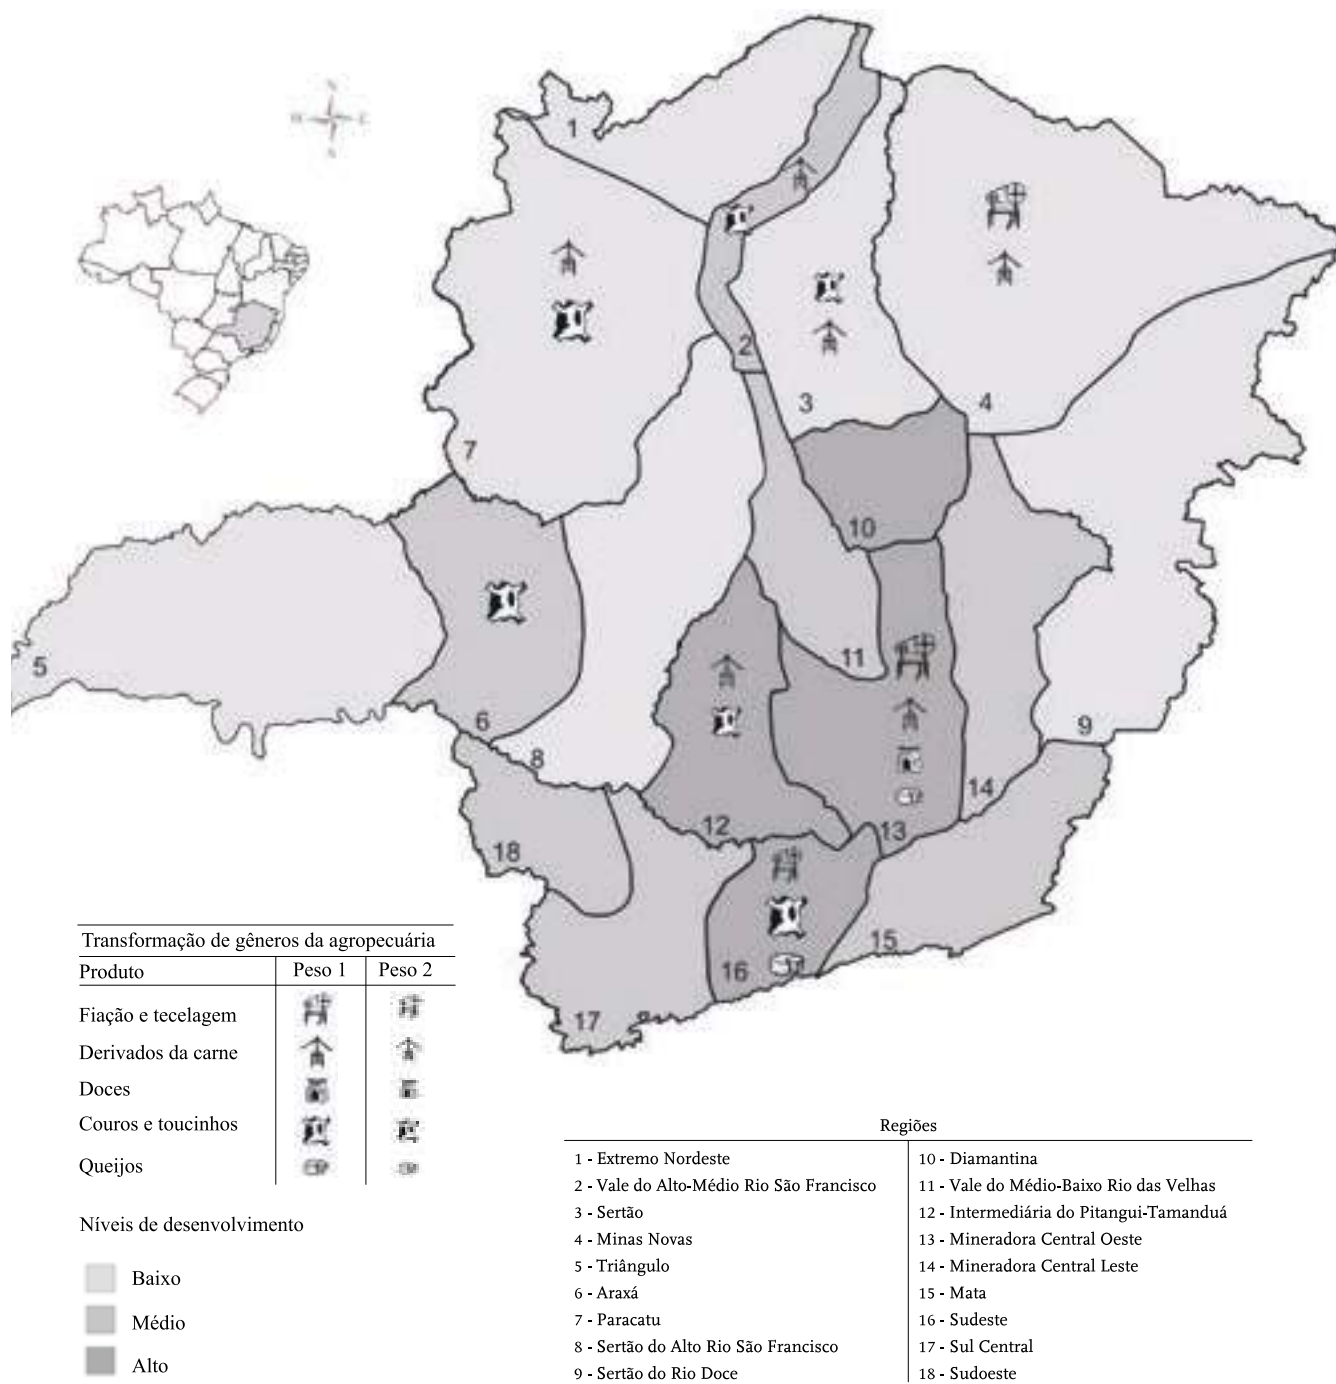 1
2
3
4
7
10
5
11
6
8
9
14
12
13
18
15
16
17
Transformação de gêneros da agropecuária
Produto Peso 1 Peso 2
Fiação e tecelagem
Derivados da carne
Doces
Couros e toucinhos
Queijos
Níveis de desenvolvimento
Baixo
Médio
Alto
Regiões
1 - Extremo Nordeste
2 - Vale do Alto-Médio Rio São Francisco
3 - Sertão
4 - Minas Novas
5 - Triângulo
6 - Araxá
7 - Paracatu
8 - Sertão do Alto Rio São Francisco
9 - Sertão do Rio Doce
10 - Diamantina
11 - Vale do Médio-Baixo Rio das Velhas
12 - Intermediária do Pitangui-Tamanduá
13 - Mineradora Central Oeste
14 - Mineradora Central Leste
15 - Mata
16 - Sudeste
17 - Sul Central
18 - Sudoeste